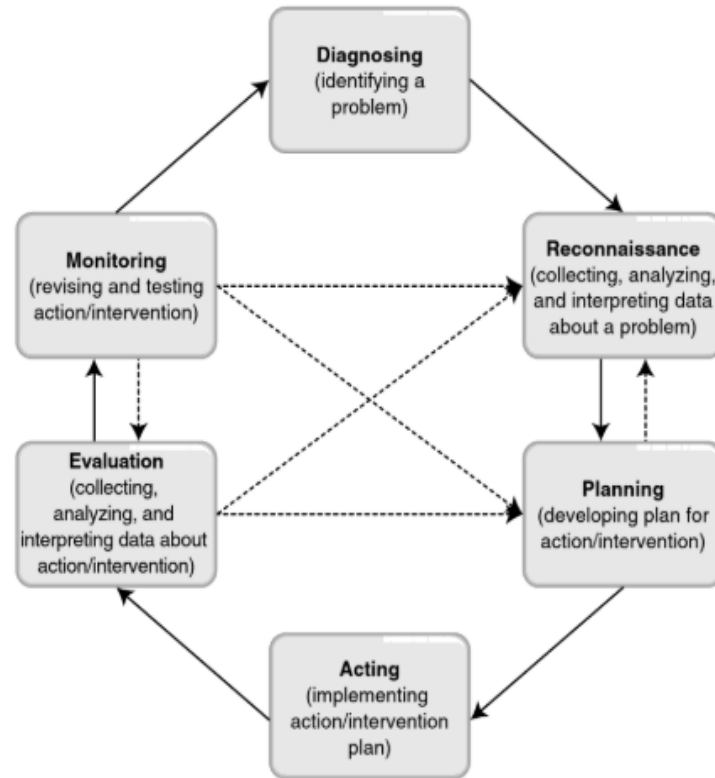 Diagnosing
(identifying a
problem)
Monitoring
(revising and testing
action/intervention)
Reconnaissance
(collecting, analyzing,
and interpreting data
about a problem)
Evaluation
(collecting,
analyzing, and
interpreting data about
action/intervention)
Planning
(developing plan for
action/intervention)
Acting
(implementing
action/intervention
plan)